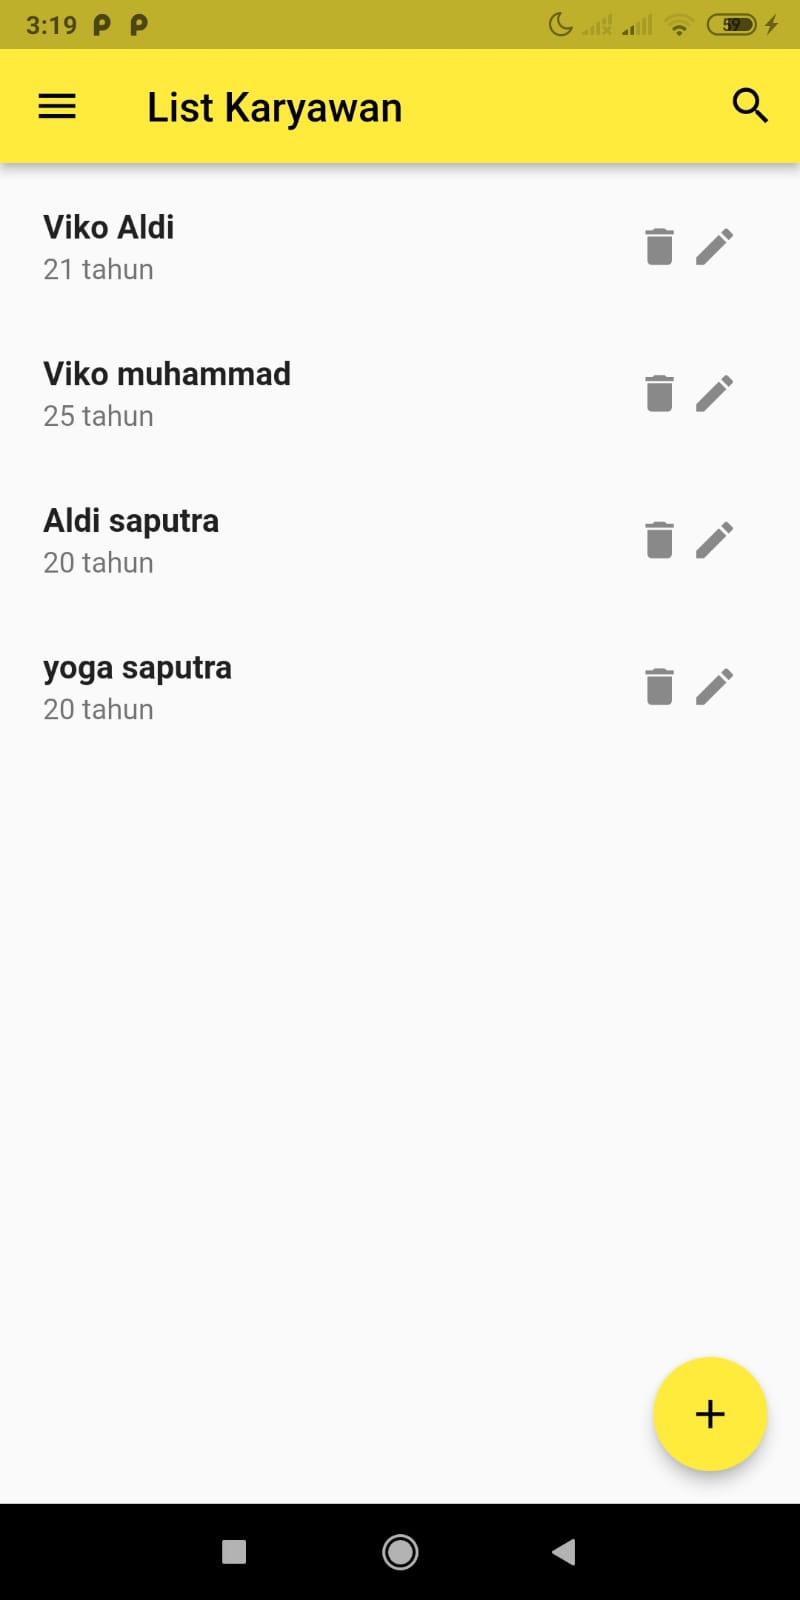 3:19
59
List Karyawan
Viko Aldi
21 tahun
Viko muhammad
25 tahun
Aldi saputra
20 tahun
yoga saputra
20 tahun